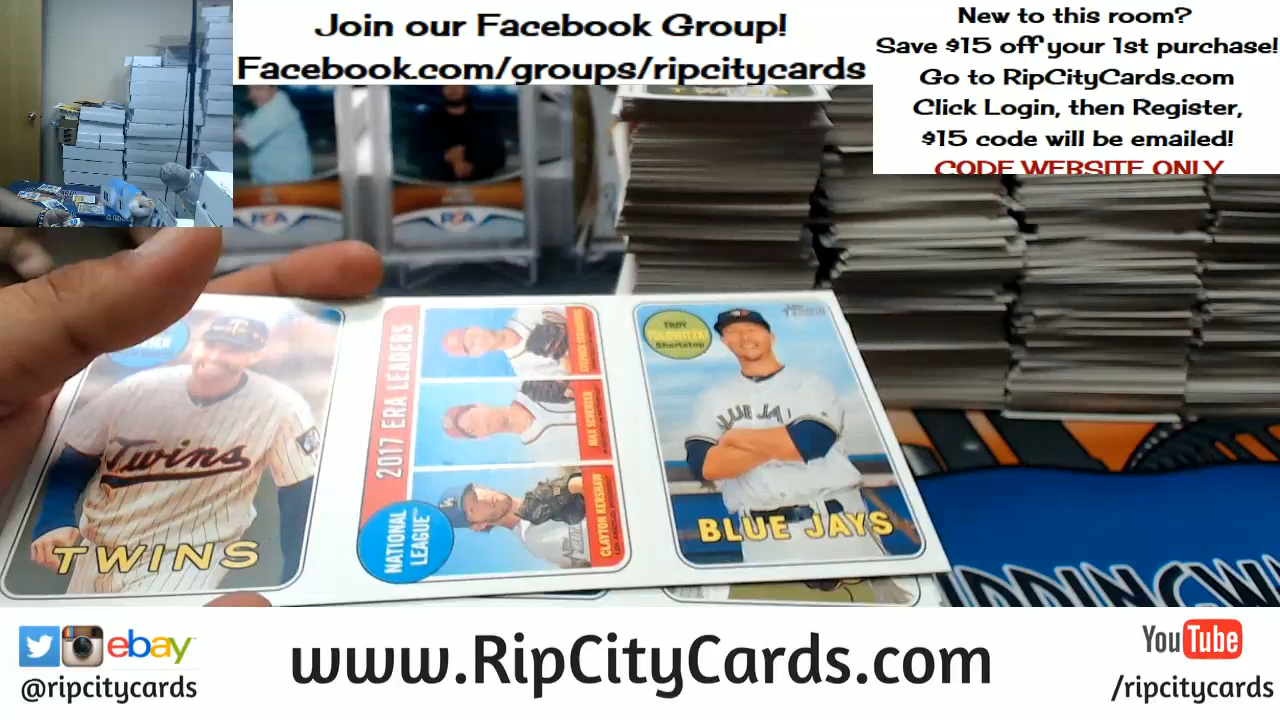 Join our Facebook Group!
Facebook.com/groups/ripcitycards
New to this room?
Save $15 off your 1st purchase!
Go to RipCityCards.com
Click Login, then Register,
$15 code will be emailed!
CODE WEBSITE ONLY
Twins
TWINS
2017 ERA LEADERS
NATIONAL
LEAGUE
STEPHEN STRASBURG
MAX SCHERZER
CLAYTON KERSHAW
TROY
TULOWITZKI
Shortstop
BLUE JAYS
www.RipCityCards.com
ebay
@ripcitycards
YouTube
/ripcitycards